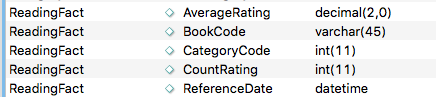 ReadingFact AverageRating decimal(2,0)
ReadingFact BookCode varchar(45)
ReadingFact CategoryCode int(11)
ReadingFact CountRating int(11)
ReadingFact ReferenceDate datetime